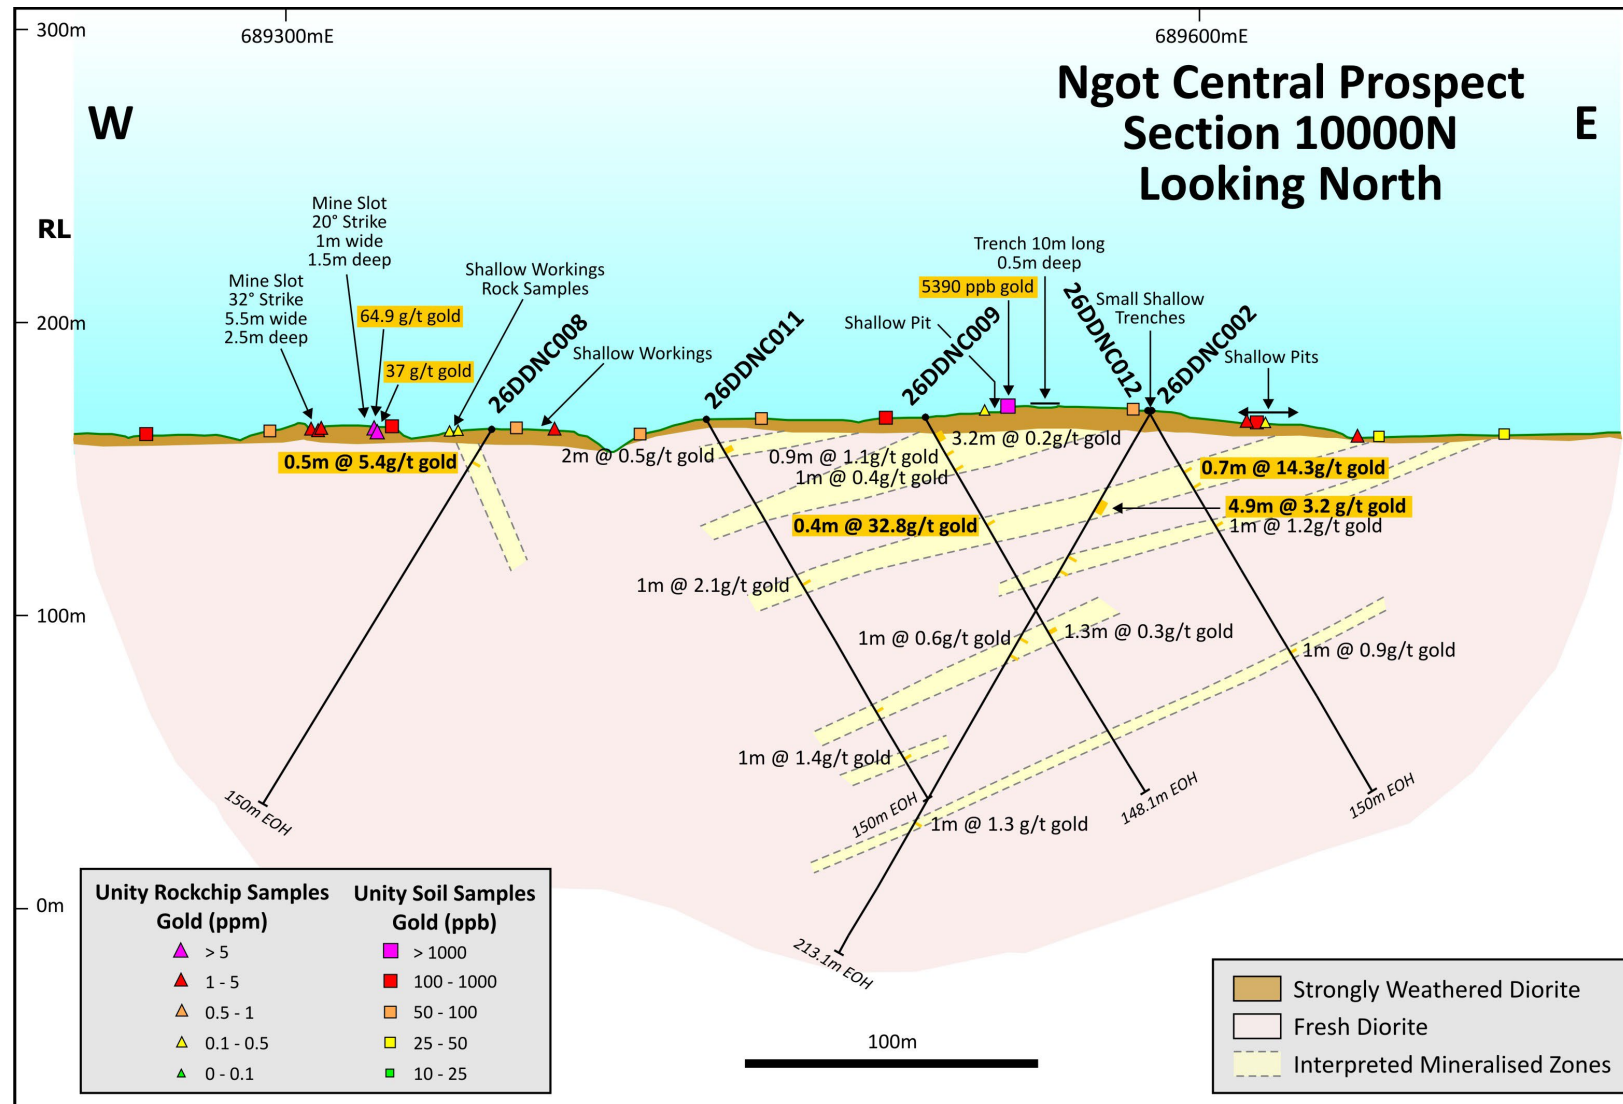 300m
689300mE
689600mE
Ngot Central Prospect
Section 10000N
Looking North
W
E
RL
Mine Slot
20° Strike
1m wide
1.5m deep
Mine Slot
32° Strike
5.5m wide
2.5m deep
64.9 g/t gold
37 g/t gold
Shallow Workings
Rock Samples
26DDNC008
Shallow Workings
26DDNC011
Shallow Pit
5390 ppb gold
26DDNC009
Trench 10m long
0.5m deep
26DDNC012
Small Shallow
Trenches
26DDNC002
Shallow Pits
200m
0.5m @ 5.4g/t gold
2m @ 0.5g/t gold
0.9m @ 1.1g/t gold
1m @ 0.4g/t gold
3.2m @ 0.2g/t gold
0.7m @ 14.3g/t gold
4.9m @ 3.2 g/t gold
0.4m @ 32.8g/t gold
1m @ 1.2g/t gold
1m @ 2.1g/t gold
100m
1m @ 0.6g/t gold
1.3m @ 0.3g/t gold
1m @ 0.9g/t gold
1m @ 1.4g/t gold
150m EOH
150m EOH
148.1m EOH
150m EOH
1m @ 1.3 g/t gold
213.1m EOH
0m
Unity Rockchip Samples
Gold (ppm)
> 5
1 - 5
0.5 - 1
0.1 - 0.5
0 - 0.1
Unity Soil Samples
Gold (ppb)
> 1000
100 - 1000
50 - 100
25 - 50
10 - 25
100m
Strongly Weathered Diorite
Fresh Diorite
Interpreted Mineralised Zones